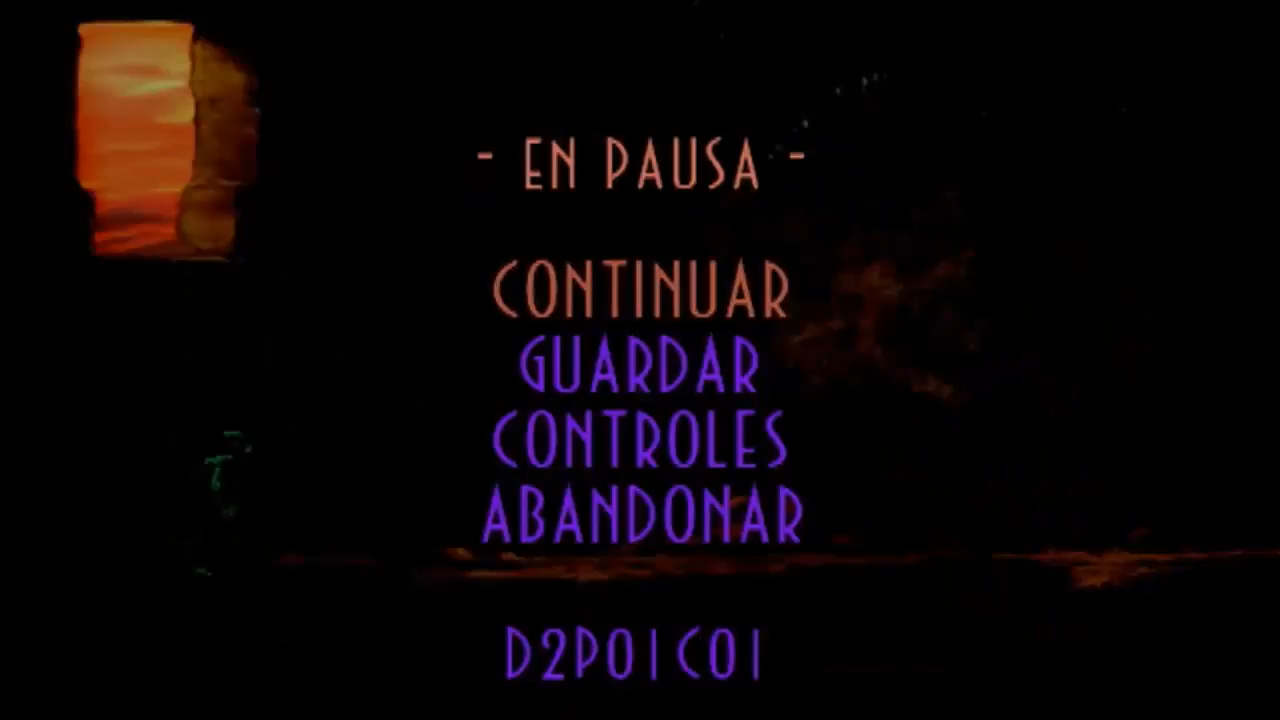 - EN PAUSA -
CONTINUAR
GUARDAR
CONTROLES
ABANDONAR
D2P01C01